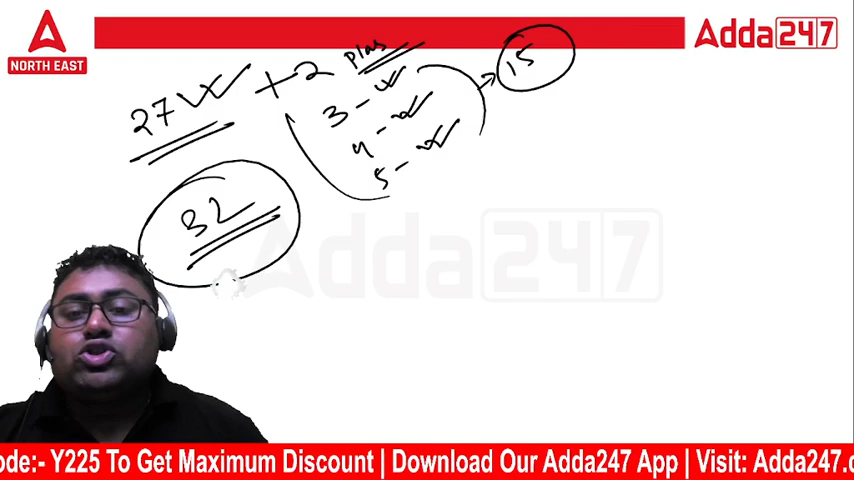 NORTH EAST
Adda247
27 +2 plas
15
3 -
4 -
5 -
32
Adda247
ode:- Y225 To Get Maximum Discount | Download Our Adda247 App | Visit: Adda247.c